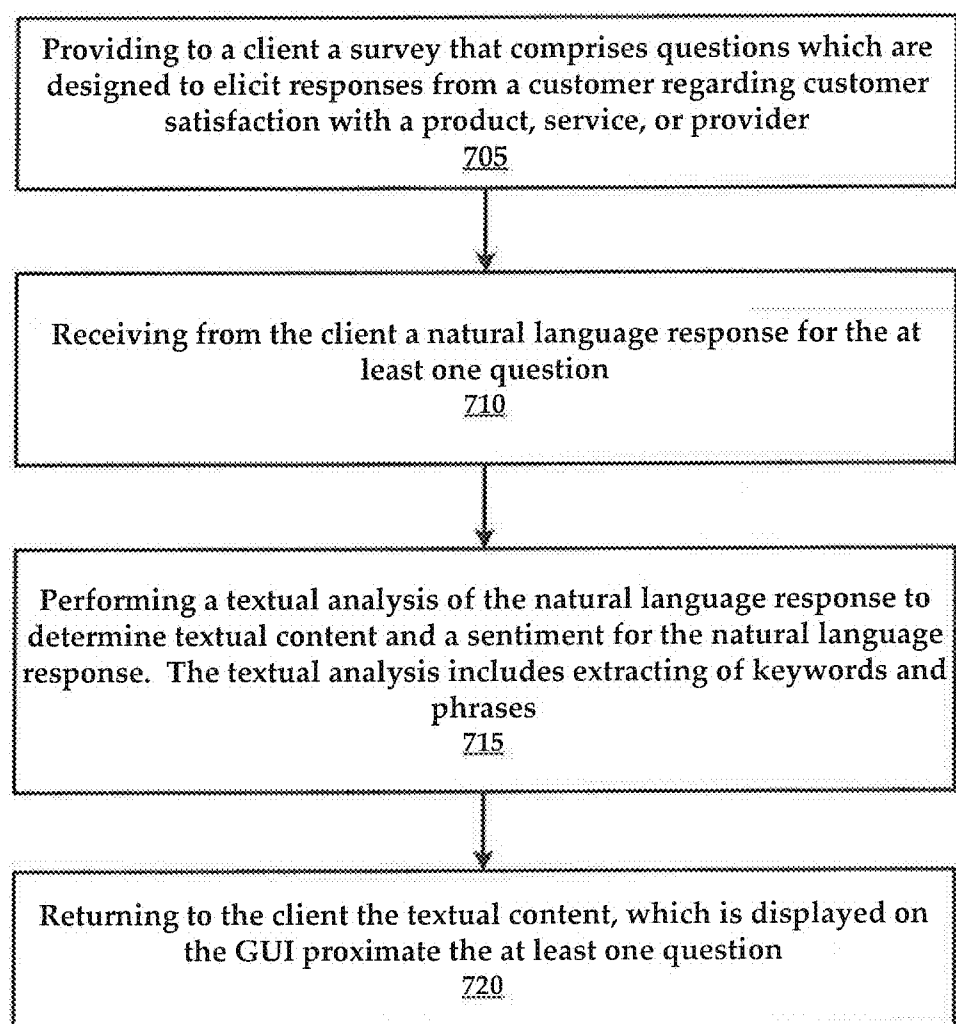 Providing to a client a survey that comprises questions which are
designed to elicit responses from a customer regarding customer
satisfaction with a product, service, or provider
705
Receiving from the client a natural language response for the at
least one question
710
Performing a textual analysis of the natural language response to
determine textual content and a sentiment for the natural language
response. The textual analysis includes extracting of keywords and
phrases
715
Returning to the client the textual content, which is displayed on
the GUI proximate the at least one question
720